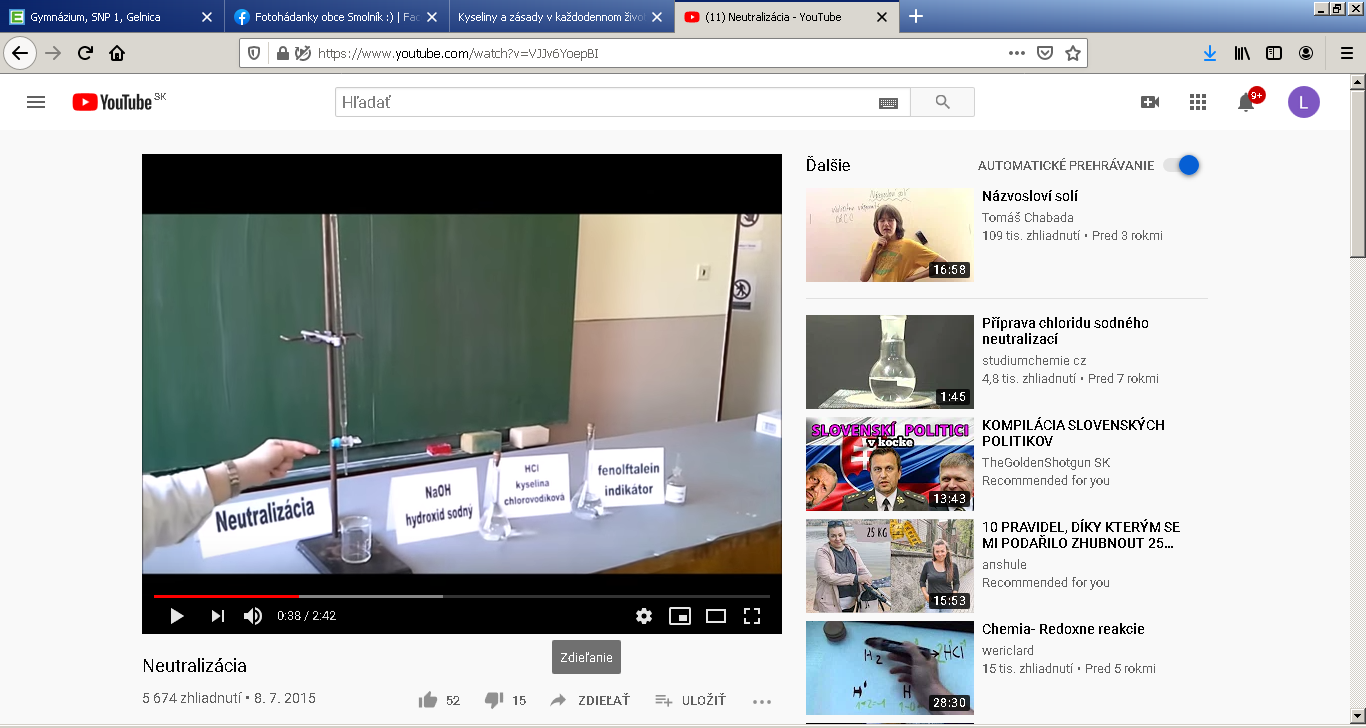 Gymnázium, SNP 1, Gelnica
Fotohádanky obce Smolník :) | Fac
Kyseliny a zásady v každodennom živo
(11) Neutralizácia - YouTube
https://www.youtube.com/watch?v=VJJv6YoepBI
YouTube SK
Hľadať
9+
L
Neutralizácia
NaOH
hydroxid sodný
HCl
kyselina
chlorovodíková
fenolftalein
indikátor
0:38 / 2:42
Zdieľanie
Neutralizácia
5 674 zhliadnutí • 8. 7. 2015
52
15
ZDIEĽAŤ
ULOŽIŤ
Ďalšie
AUTOMATICKÉ PREHRÁVANIE
16:58
Názvosloví solí
Tomáš Chabada
109 tis. zhliadnutí • Pred 3 rokmi
1:45
Příprava chloridu sodného
neutralizací
studiumchemie cz
4,8 tis. zhliadnutí • Pred 7 rokmi
SLOVENSKÍ POLITICI
v kocke
13:43
KOMPILÁCIA SLOVENSKÝCH
POLITIKOV
TheGoldenShotgun SK
Recommended for you
25 KG
15:53
10 PRAVIDEL, DÍKY KTERÝM SE
MI PODAŘILO ZHUBNOUT 25...
anshule
Recommended for you
H2
HCl
H
H
28:30
Chemia- Redoxne reakcie
wericlard
15 tis. zhliadnutí • Pred 5 rokmi